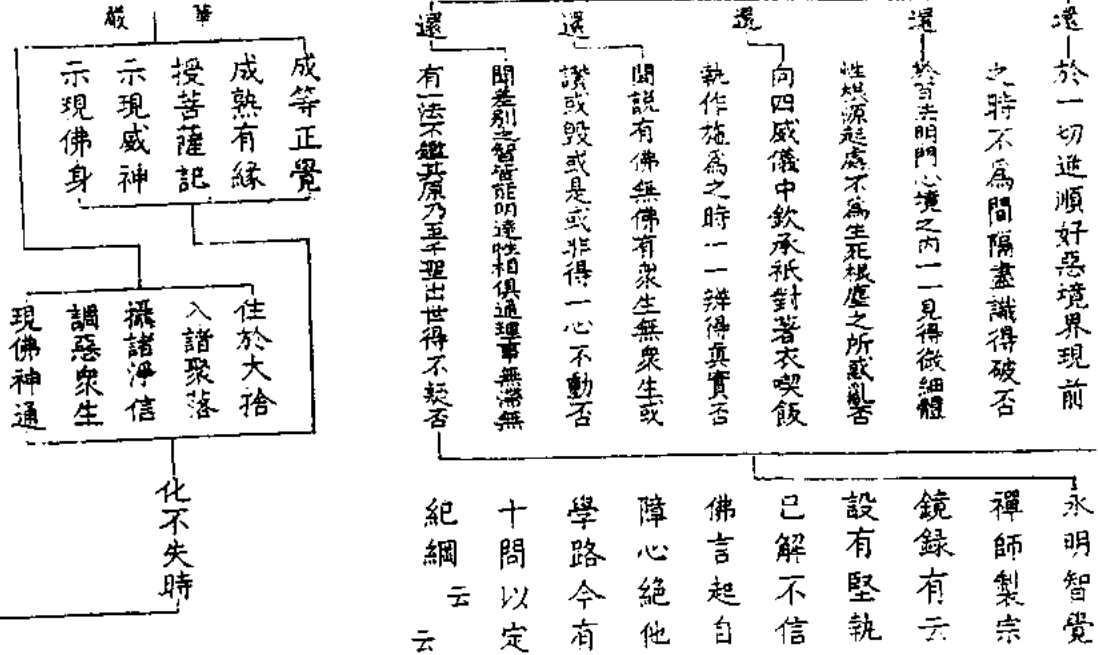 還
於一切違順好惡境界現前
之時不為間隔盡識得破否
還
於百法明門心境之內一一見得微細體
性根源起處不為生死根塵之所惑亂否
還
向四威儀中欽承祇對著衣喫飯
執作施為之時一一辨得真實否
還
聞說有佛無佛有眾生無眾生或
讚或毀或是或非得一心不動否
還
聞差別之智皆能明達性相俱通理事無滯無
有一法不鑑其原乃至千聖出世得不疑否
永明智覺
禪師製宗
鏡錄有云
設有堅執
己解不信
佛言起自
障心絕他
學路今有
十問以定
紀綱云
云
華嚴
成等正覺
成熟有緣
授菩薩記
示現威神
示現佛身
住於大捨
入諸聚落
攝諸淨信
調惡眾生
現佛神通
化不失時